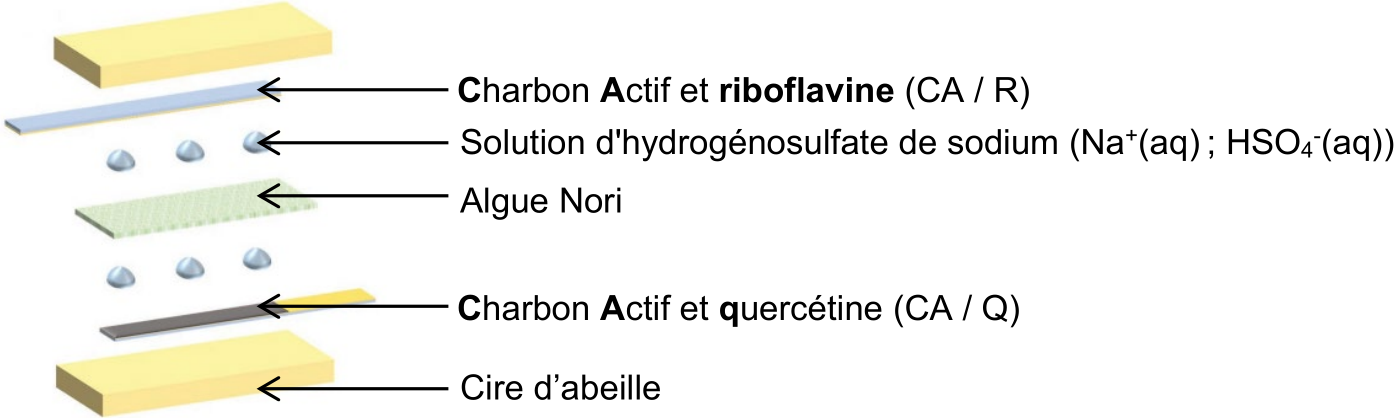 Charbon Actif et riboflavine (CA / R)
Solution d'hydrogénosulfate de sodium (Na⁺(aq) ; HSO₄⁻(aq))
Algue Nori
Charbon Actif et quercétine (CA / Q)
Cire d’abeille